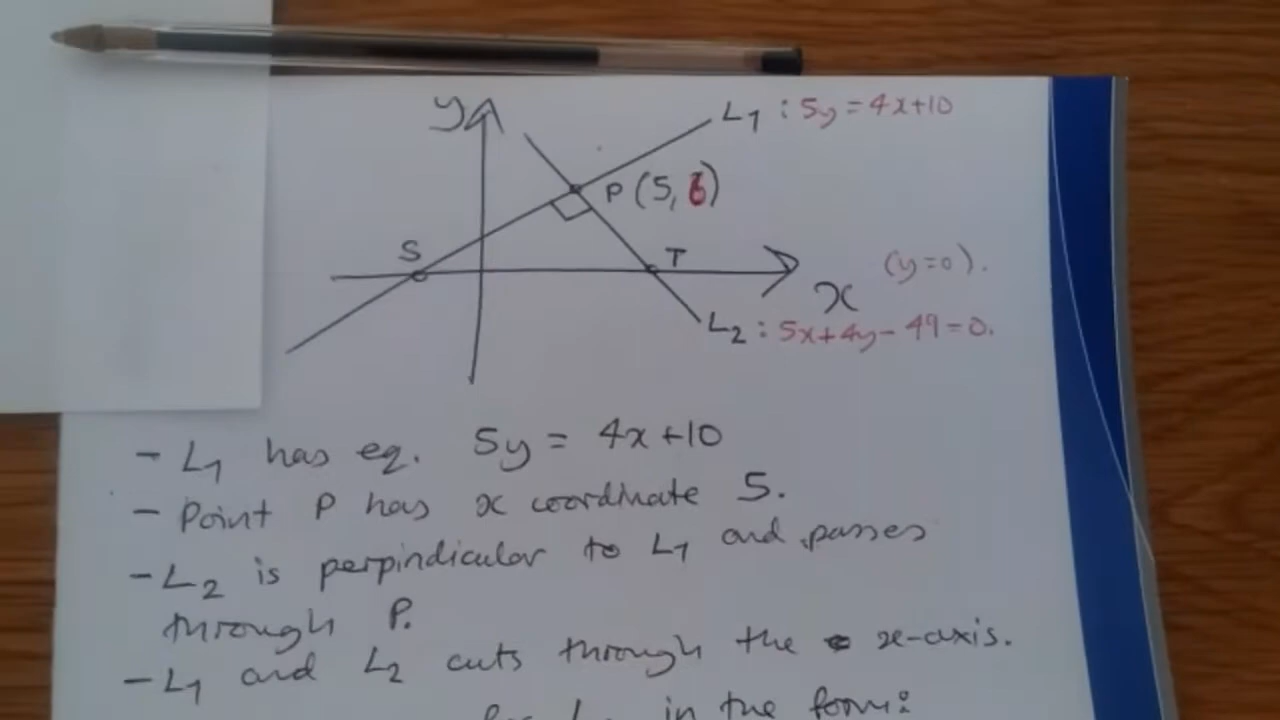 y
L1 : 5y = 4x+10
P (5, 6)
S
T
(y=0).
x
L2 : 5x+4y- 49=0.
- L1 has eq. 5y = 4x+10
- Point P has x coordinate 5.
- L2 is perpindicular to L1 and passes
through P.
- L1 and L2 cuts through the x-axis.
for L2 in the form: